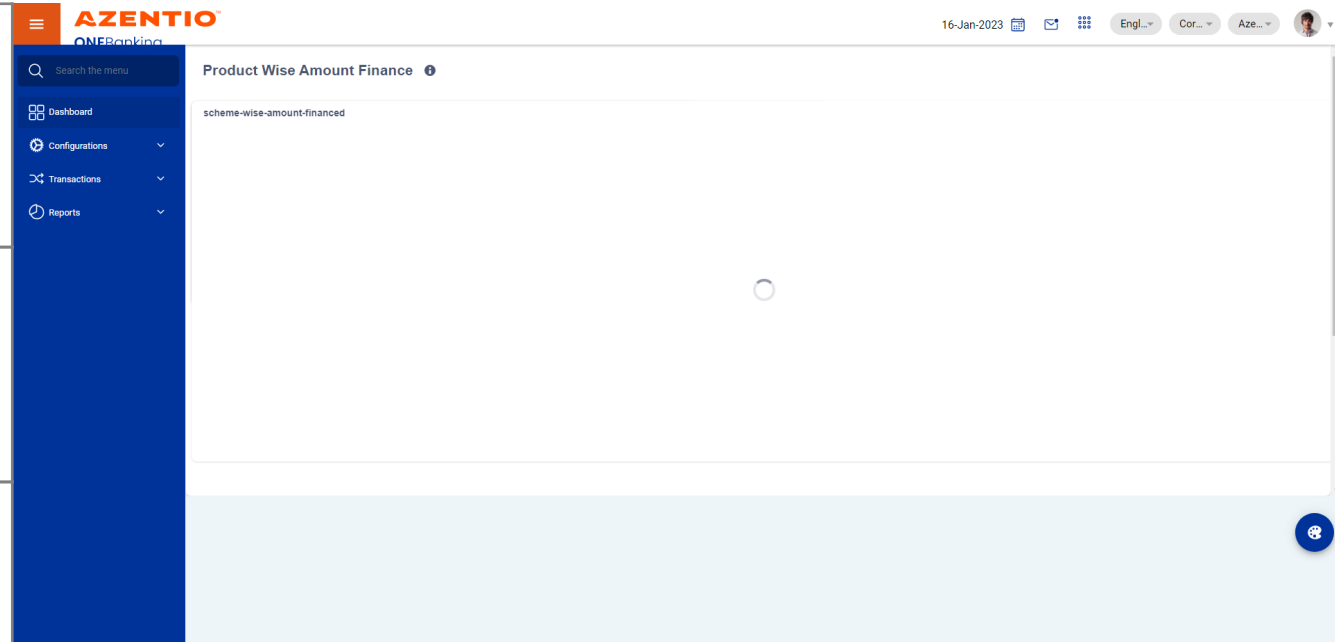 AZENTIO™
ONEBanking
16-Jan-2023
Engl...
Cor...
Aze...
Search the menu
Dashboard
Configurations
Transactions
Reports
Product Wise Amount Finance
scheme-wise-amount-financed